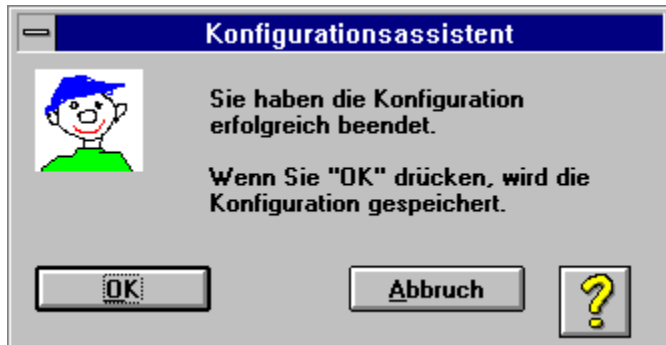 Konfigurationsassistent
Sie haben die Konfiguration
erfolgreich beendet.
Wenn Sie "OK" drücken, wird die
Konfiguration gespeichert.
OK
Abbruch
?